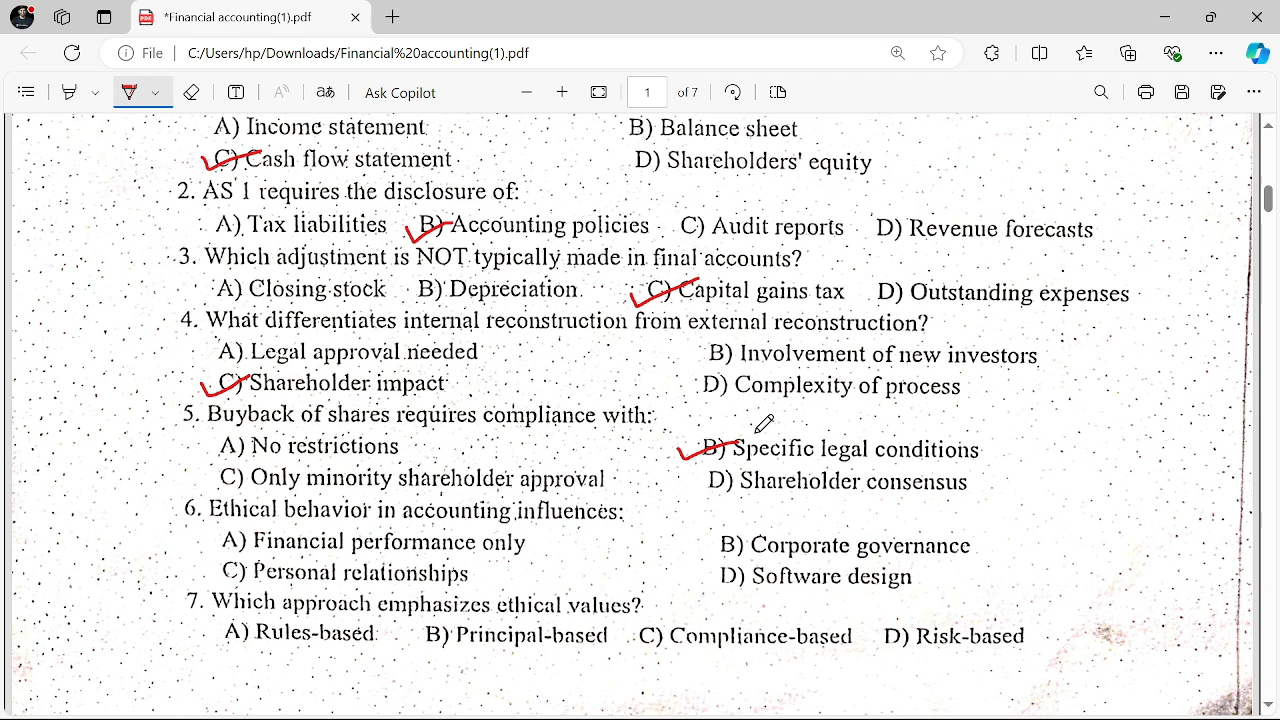 *Financial accounting(1).pdf
File | C:/Users/hp/Downloads/Financial%20accounting(1).pdf
Ask Copilot 1 of 7
A) Income statement B) Balance sheet
C) Cash flow statement D) Shareholders' equity
2. AS 1 requires the disclosure of:
A) Tax liabilities B) Accounting policies C) Audit reports D) Revenue forecasts
3. Which adjustment is NOT typically made in final accounts?
A) Closing stock B) Depreciation C) Capital gains tax D) Outstanding expenses
4. What differentiates internal reconstruction from external reconstruction?
A) Legal approval needed B) Involvement of new investors
C) Shareholder impact D) Complexity of process
5. Buyback of shares requires compliance with:
A) No restrictions B) Specific legal conditions
C) Only minority shareholder approval D) Shareholder consensus
6. Ethical behavior in accounting influences:
A) Financial performance only B) Corporate governance
C) Personal relationships D) Software design
7. Which approach emphasizes ethical values?
A) Rules-based B) Principal-based C) Compliance-based D) Risk-based